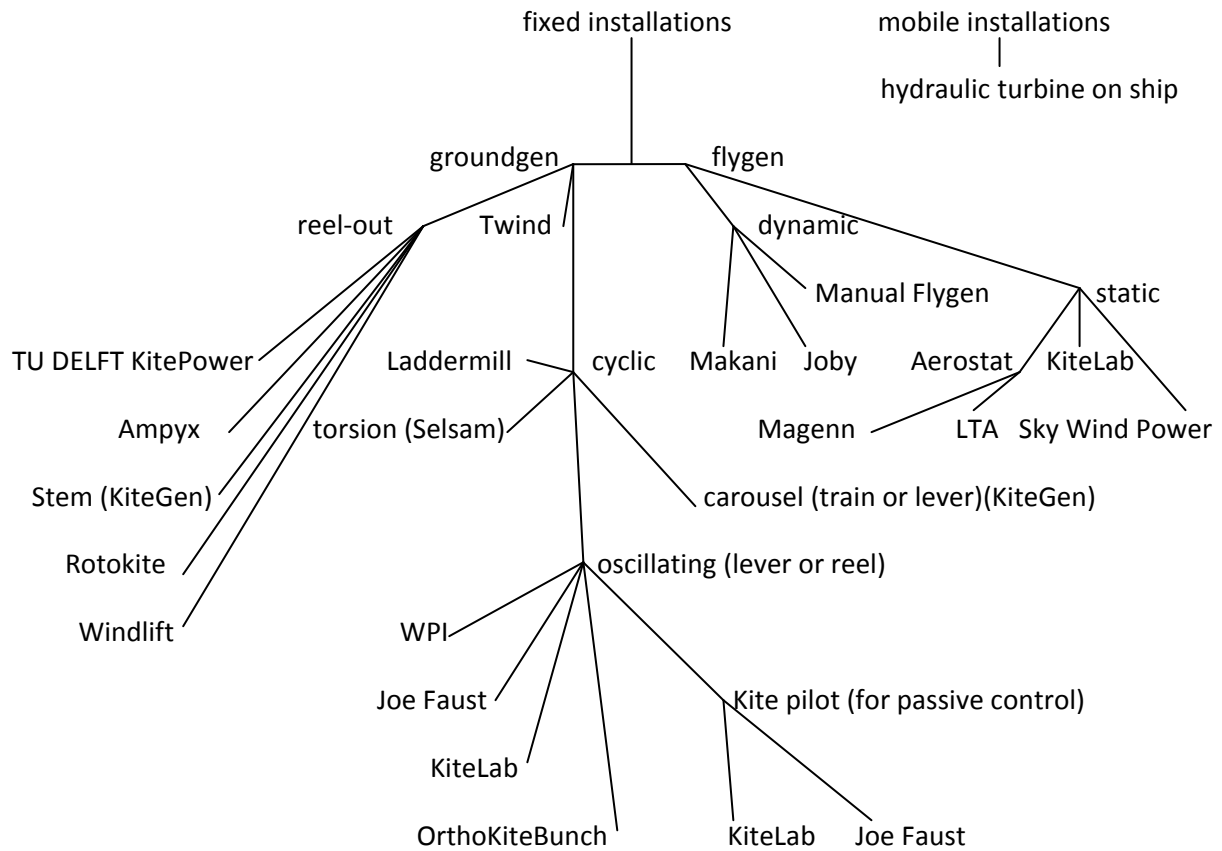 fixed installations
mobile installations
hydraulic turbine on ship
groundgen
flygen
reel-out
Twind
dynamic
Manual Flygen
static
TU DELFT KitePower
Laddermill
cyclic
Makani
Joby
Aerostat
KiteLab
Ampyx
torsion (Selsam)
Magenn
LTA
Sky Wind Power
Stem (KiteGen)
carousel (train or lever)(KiteGen)
Rotokite
oscillating (lever or reel)
Windlift
WPI
Joe Faust
Kite pilot (for passive control)
KiteLab
OrthoKiteBunch
KiteLab
Joe Faust